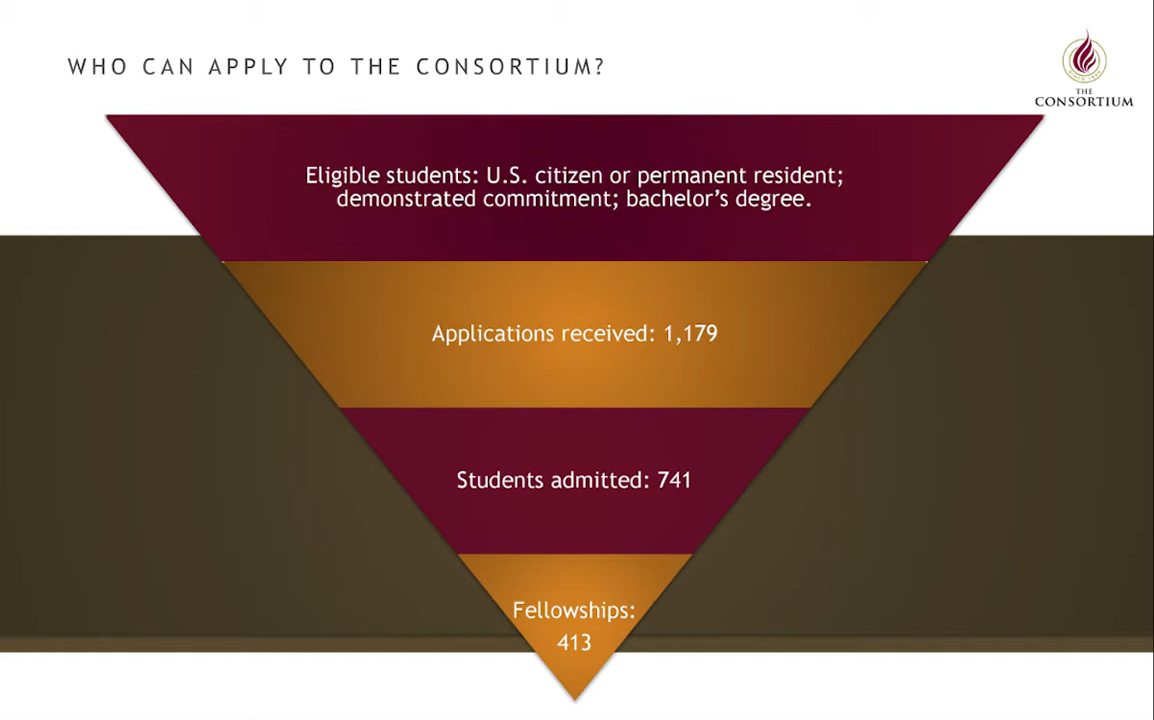 WHO CAN APPLY TO THE CONSORTIUM?
THE
CONSORTIUM
Eligible students: U.S. citizen or permanent resident;
demonstrated commitment; bachelor’s degree.
Applications received: 1,179
Students admitted: 741
Fellowships:
413